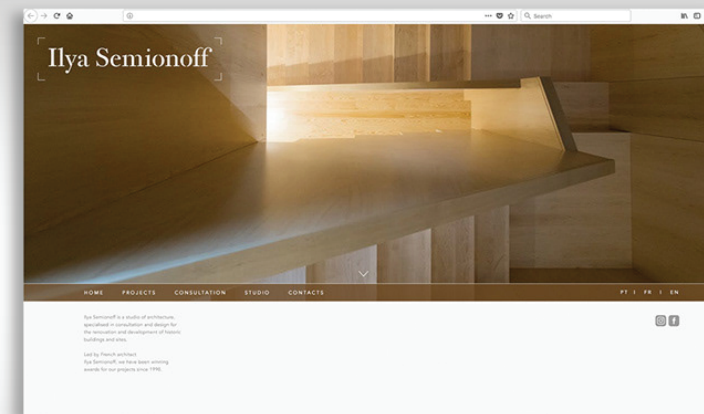 Search
Ilya Semionoff
HOME PROJECTS CONSULTATION STUDIO CONTACTS
PT | FR | EN
Ilya Semionoff is a studio of architecture,
specialised in consultation and design for
the renovation and development of historic
buildings and sites.
Led by French architect
Ilya Semionoff, we have been winning
awards for our projects since 1998.